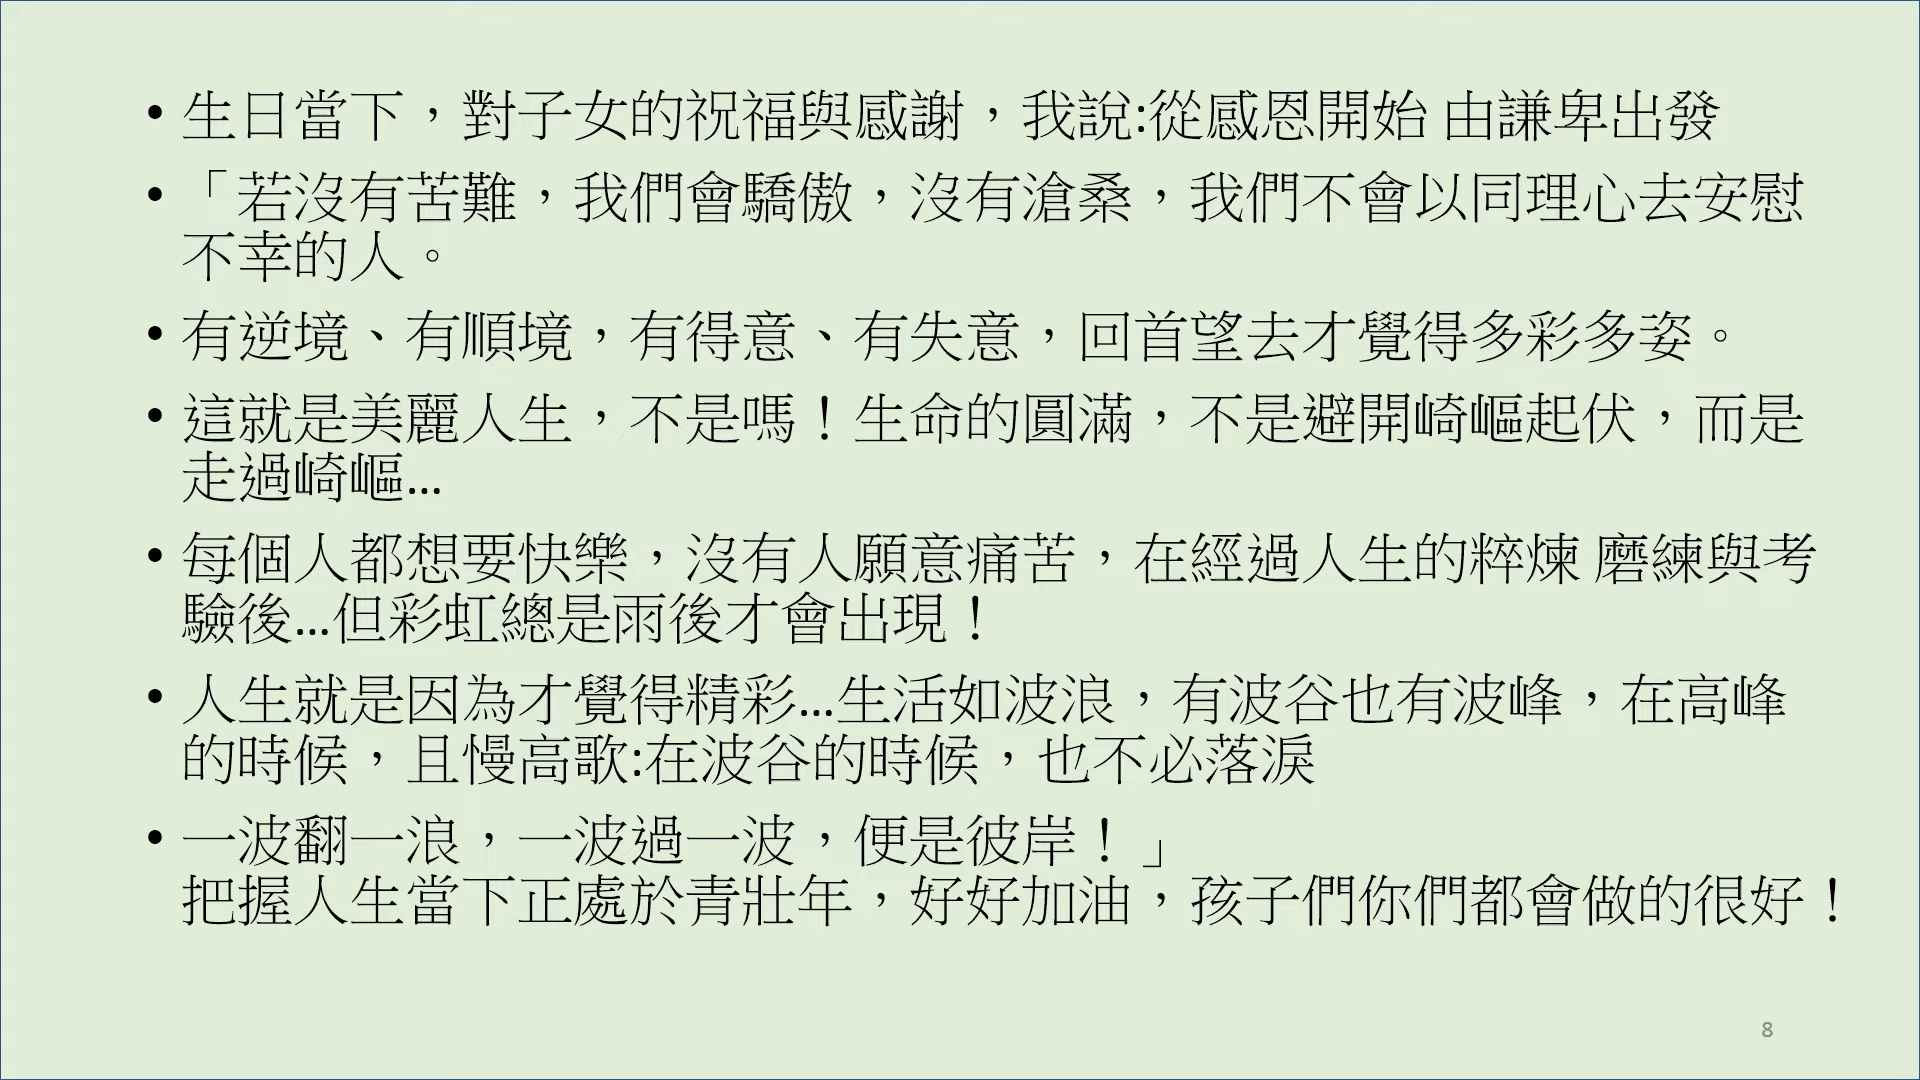 • 生日當下，對子女的祝福與感謝，我說:從感恩開始 由謙卑出發
• 「若沒有苦難，我們會驕傲，沒有滄桑，我們不會以同理心去安慰
不幸的人。
• 有逆境、有順境，有得意、有失意，回首望去才覺得多彩多姿。
• 這就是美麗人生，不是嗎！生命的圓滿，不是避開崎嶇起伏，而是
走過崎嶇...
• 每個人都想要快樂，沒有人願意痛苦，在經過人生的粹煉 磨練與考
驗後...但彩虹總是雨後才會出現！
• 人生就是因為才覺得精彩...生活如波浪，有波谷也有波峰，在高峰
的時候，且慢高歌:在波谷的時候，也不必落淚
• 一波翻一浪，一波過一波，便是彼岸！」
把握人生當下正處於青壯年，好好加油，孩子們你們都會做的很好！
8